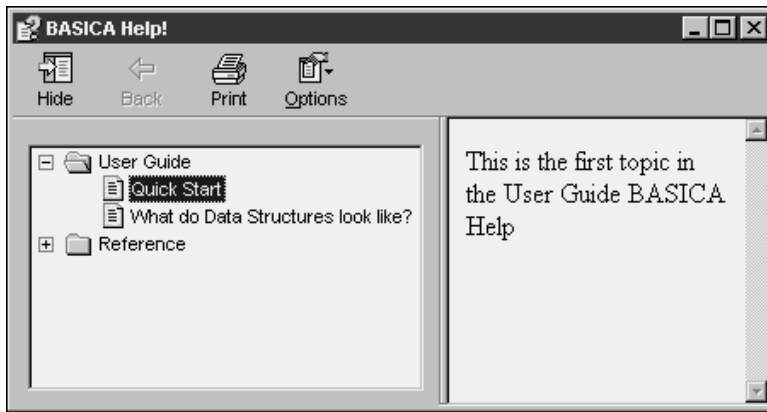 BASICA Help!
Hide Back Print Options
User Guide
Quick Start
What do Data Structures look like?
Reference
This is the first topic in
the User Guide BASICA
Help